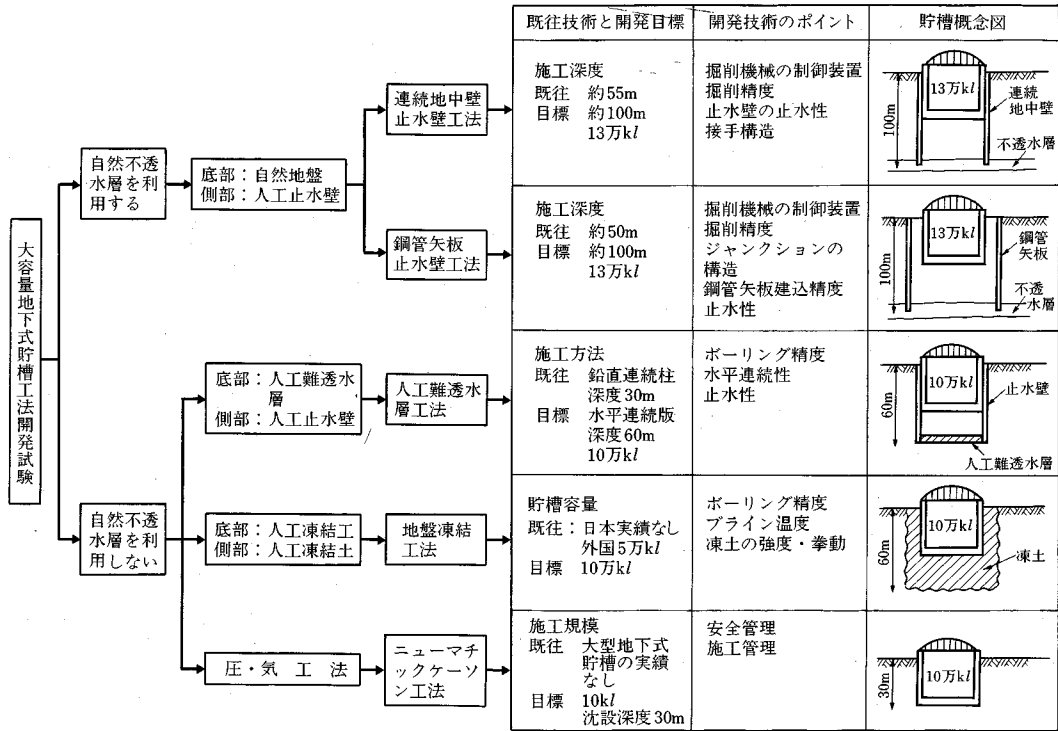 大容量地下式貯槽工法開発試験
自然不透
水層を利
用する
底部：自然地盤
側部：人工止水壁
連続地中壁
止水壁工法
鋼管矢板
止水壁工法
自然不透
水層を利
用しない
底部：人工難透水
層
側部：人工止水壁
人工難透水
層工法
底部：人工凍結工
側部：人工凍結土
地盤凍結
工法
圧・気工法
ニューマチ
ックケーソ
ン工法
既往技術と開発目標
開発技術のポイント
貯槽概念図
施工深度
既往 約55m
目標 約100m
13万kl
掘削機械の制御装置
掘削精度
止水壁の止水性
接手構造
13万kl
100m
連続
地中壁
不透水層
施工深度
既往 約50m
目標 約100m
13万kl
掘削機械の制御装置
掘削精度
ジャンクションの
構造
鋼管矢板建込精度
止水性
13万kl
100m
鋼管
矢板
不透
水層
施工方法
既往 鉛直連続柱
深度30m
目標 水平連続版
深度60m
10万kl
ボーリング精度
水平連続性
止水性
10万kl
60m
止水壁
人工難透水層
貯槽容量
既往：日本実績なし
外国5万kl
目標 10万kl
ボーリング精度
ブライン温度
凍土の強度・挙動
10万kl
60m
凍土
施工規模
既往 大型地下式
貯槽の実績
なし
目標 10kl
沈設深度30m
安全管理
施工管理
10万kl
30m